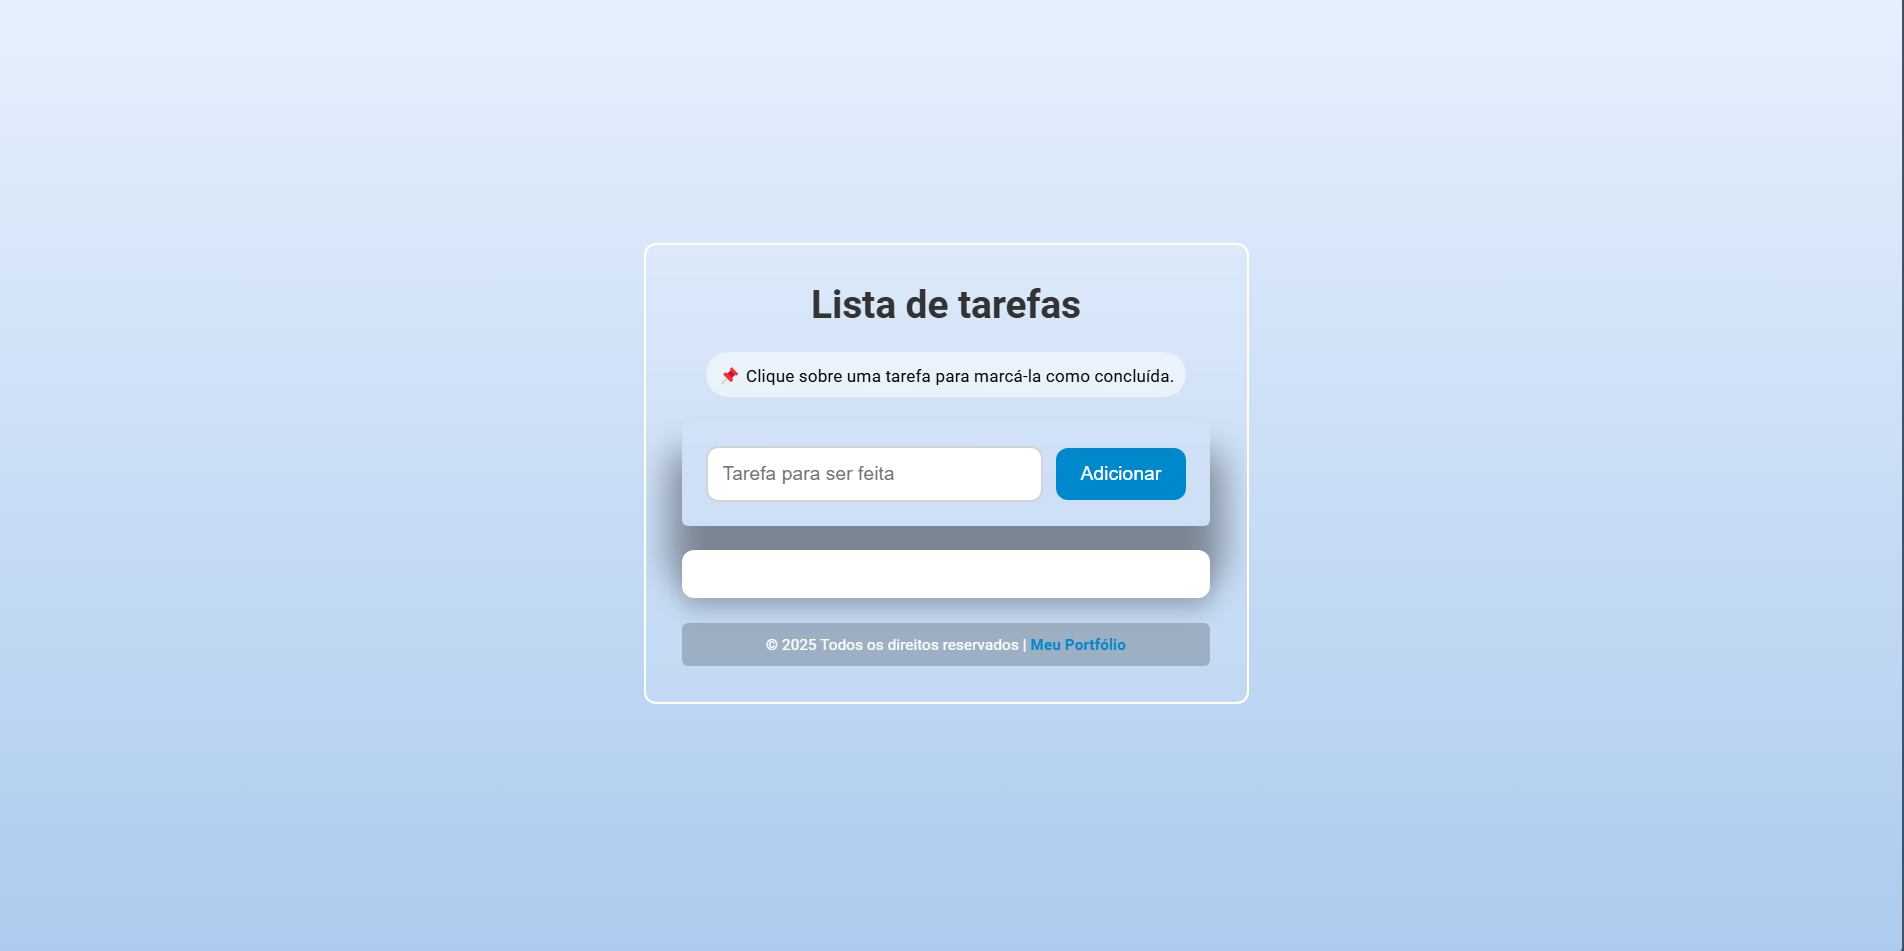 Lista de tarefas
📌 Clique sobre uma tarefa para marcá-la como concluída.
Tarefa para ser feita
Adicionar
© 2025 Todos os direitos reservados | Meu Portfólio